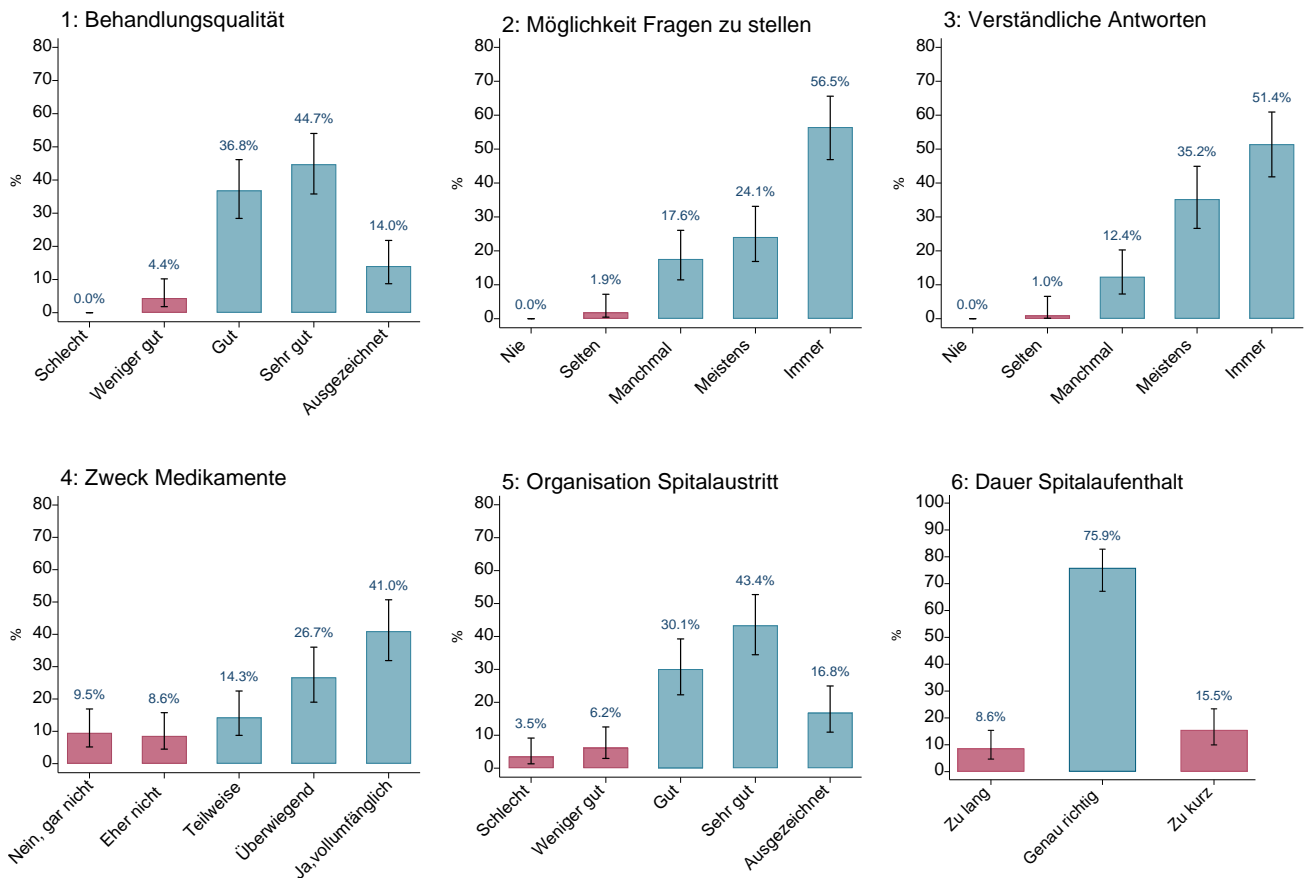 1: Behandlungsqualität
80
70
60
50
40
30
20
10
0
%
0.0%
4.4%
36.8%
44.7%
14.0%
Schlecht
Weniger gut
Gut
Sehr gut
Ausgezeichnet
2: Möglichkeit Fragen zu stellen
80
70
60
50
40
30
20
10
0
%
0.0%
1.9%
17.6%
24.1%
56.5%
Nie
Selten
Manchmal
Meistens
Immer
3: Verständliche Antworten
80
70
60
50
40
30
20
10
0
%
0.0%
1.0%
12.4%
35.2%
51.4%
Nie
Selten
Manchmal
Meistens
Immer
4: Zweck Medikamente
80
70
60
50
40
30
20
10
0
%
9.5%
8.6%
14.3%
26.7%
41.0%
Nein, gar nicht
Eher nicht
Teilweise
Überwiegend
Ja,vollumfänglich
5: Organisation Spitalaustritt
80
70
60
50
40
30
20
10
0
%
3.5%
6.2%
30.1%
43.4%
16.8%
Schlecht
Weniger gut
Gut
Sehr gut
Ausgezeichnet
6: Dauer Spitalaufenthalt
100
90
80
70
60
50
40
30
20
10
0
%
8.6%
75.9%
15.5%
Zu lang
Genau richtig
Zu kurz